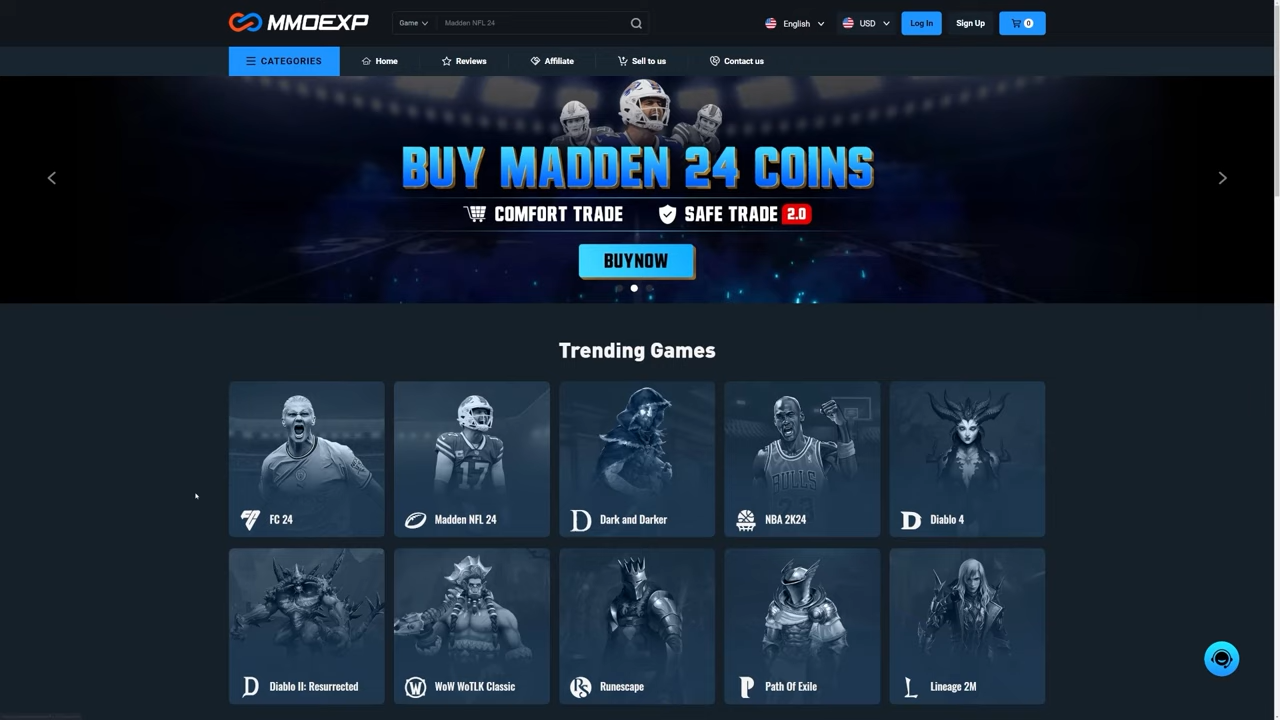 MMOEXP
Game
Madden NFL 24
English
USD
Log In
Sign Up
0
CATEGORIES
Home
Reviews
Affiliate
Sell to us
Contact us
BUY MADDEN 24 COINS
COMFORT TRADE
SAFE TRADE 2.0
BUYNOW
Trending Games
BULLS
17
FC 24
Madden NFL 24
Dark and Darker
NBA 2K24
Diablo 4
Diablo II: Resurrected
WoW WoTLK Classic
Runescape
Path Of Exile
Lineage 2M